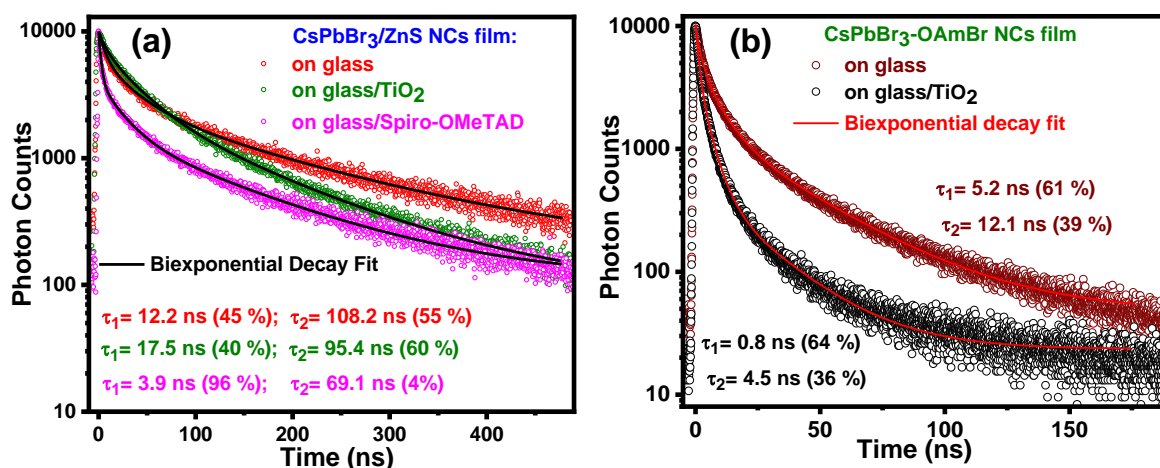 (a)
CsPbBr₃/ZnS NCs film:
on glass
on glass/TiO₂
on glass/Spiro-OMeTAD
Biexponential Decay Fit
τ₁= 12.2 ns (45 %); τ₂= 108.2 ns (55 %)
τ₁= 17.5 ns (40 %); τ₂= 95.4 ns (60 %)
τ₁= 3.9 ns (96 %); τ₂= 69.1 ns (4%)
Photon Counts
10000
1000
100
10
0 100 200 300 400
Time (ns)
(b)
CsPbBr₃-OAmBr NCs film
on glass
on glass/TiO₂
Biexponential decay fit
τ₁= 5.2 ns (61 %)
τ₂= 12.1 ns (39 %)
τ₁= 0.8 ns (64 %)
τ₂= 4.5 ns (36 %)
Photon Counts
10000
1000
100
10
0 50 100 150
Time (ns)